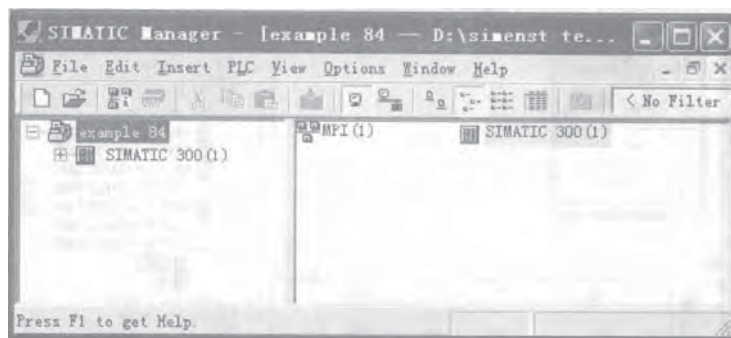 SIMATIC Manager - [example 84 -- D:\simenst te...
File Edit Insert PLC View Options Window Help
< No Filter
example 84
SIMATIC 300(1)
MPI(1)
SIMATIC 300(1)
Press F1 to get Help.